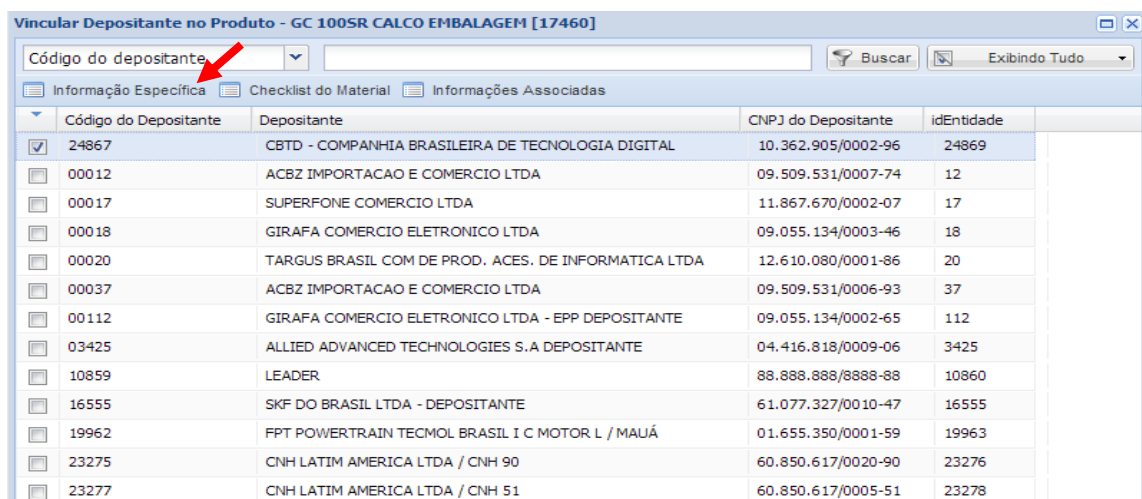 Vincular Depositante no Produto - GC 100SR CALCO EMBALAGEM [17460]
Código do depositante Buscar Exibindo Tudo
Informação Específica Checklist do Material Informações Associadas
Código do Depositante Depositante CNPJ do Depositante idEntidade
24867 CBTD - COMPANHIA BRASILEIRA DE TECNOLOGIA DIGITAL 10.362.905/0002-96 24869
00012 ACBZ IMPORTACAO E COMERCIO LTDA 09.509.531/0007-74 12
00017 SUPERFONE COMERCIO LTDA 11.867.670/0002-07 17
00018 GIRAFA COMERCIO ELETRONICO LTDA 09.055.134/0003-46 18
00020 TARGUS BRASIL COM DE PROD. ACES. DE INFORMATICA LTDA 12.610.080/0001-86 20
00037 ACBZ IMPORTACAO E COMERCIO LTDA 09.509.531/0006-93 37
00112 GIRAFA COMERCIO ELETRONICO LTDA - EPP DEPOSITANTE 09.055.134/0002-65 112
03425 ALLIED ADVANCED TECHNOLOGIES S.A DEPOSITANTE 04.416.818/0009-06 3425
10859 LEADER 88.888.888/8888-88 10860
16555 SKF DO BRASIL LTDA - DEPOSITANTE 61.077.327/0010-47 16555
19962 FPT POWERTRAIN TECMOL BRASIL I C MOTOR L / MAUÁ 01.655.350/0001-59 19963
23275 CNH LATIM AMERICA LTDA / CNH 90 60.850.617/0020-90 23276
23277 CNH LATIM AMERICA LTDA / CNH 51 60.850.617/0005-51 23278